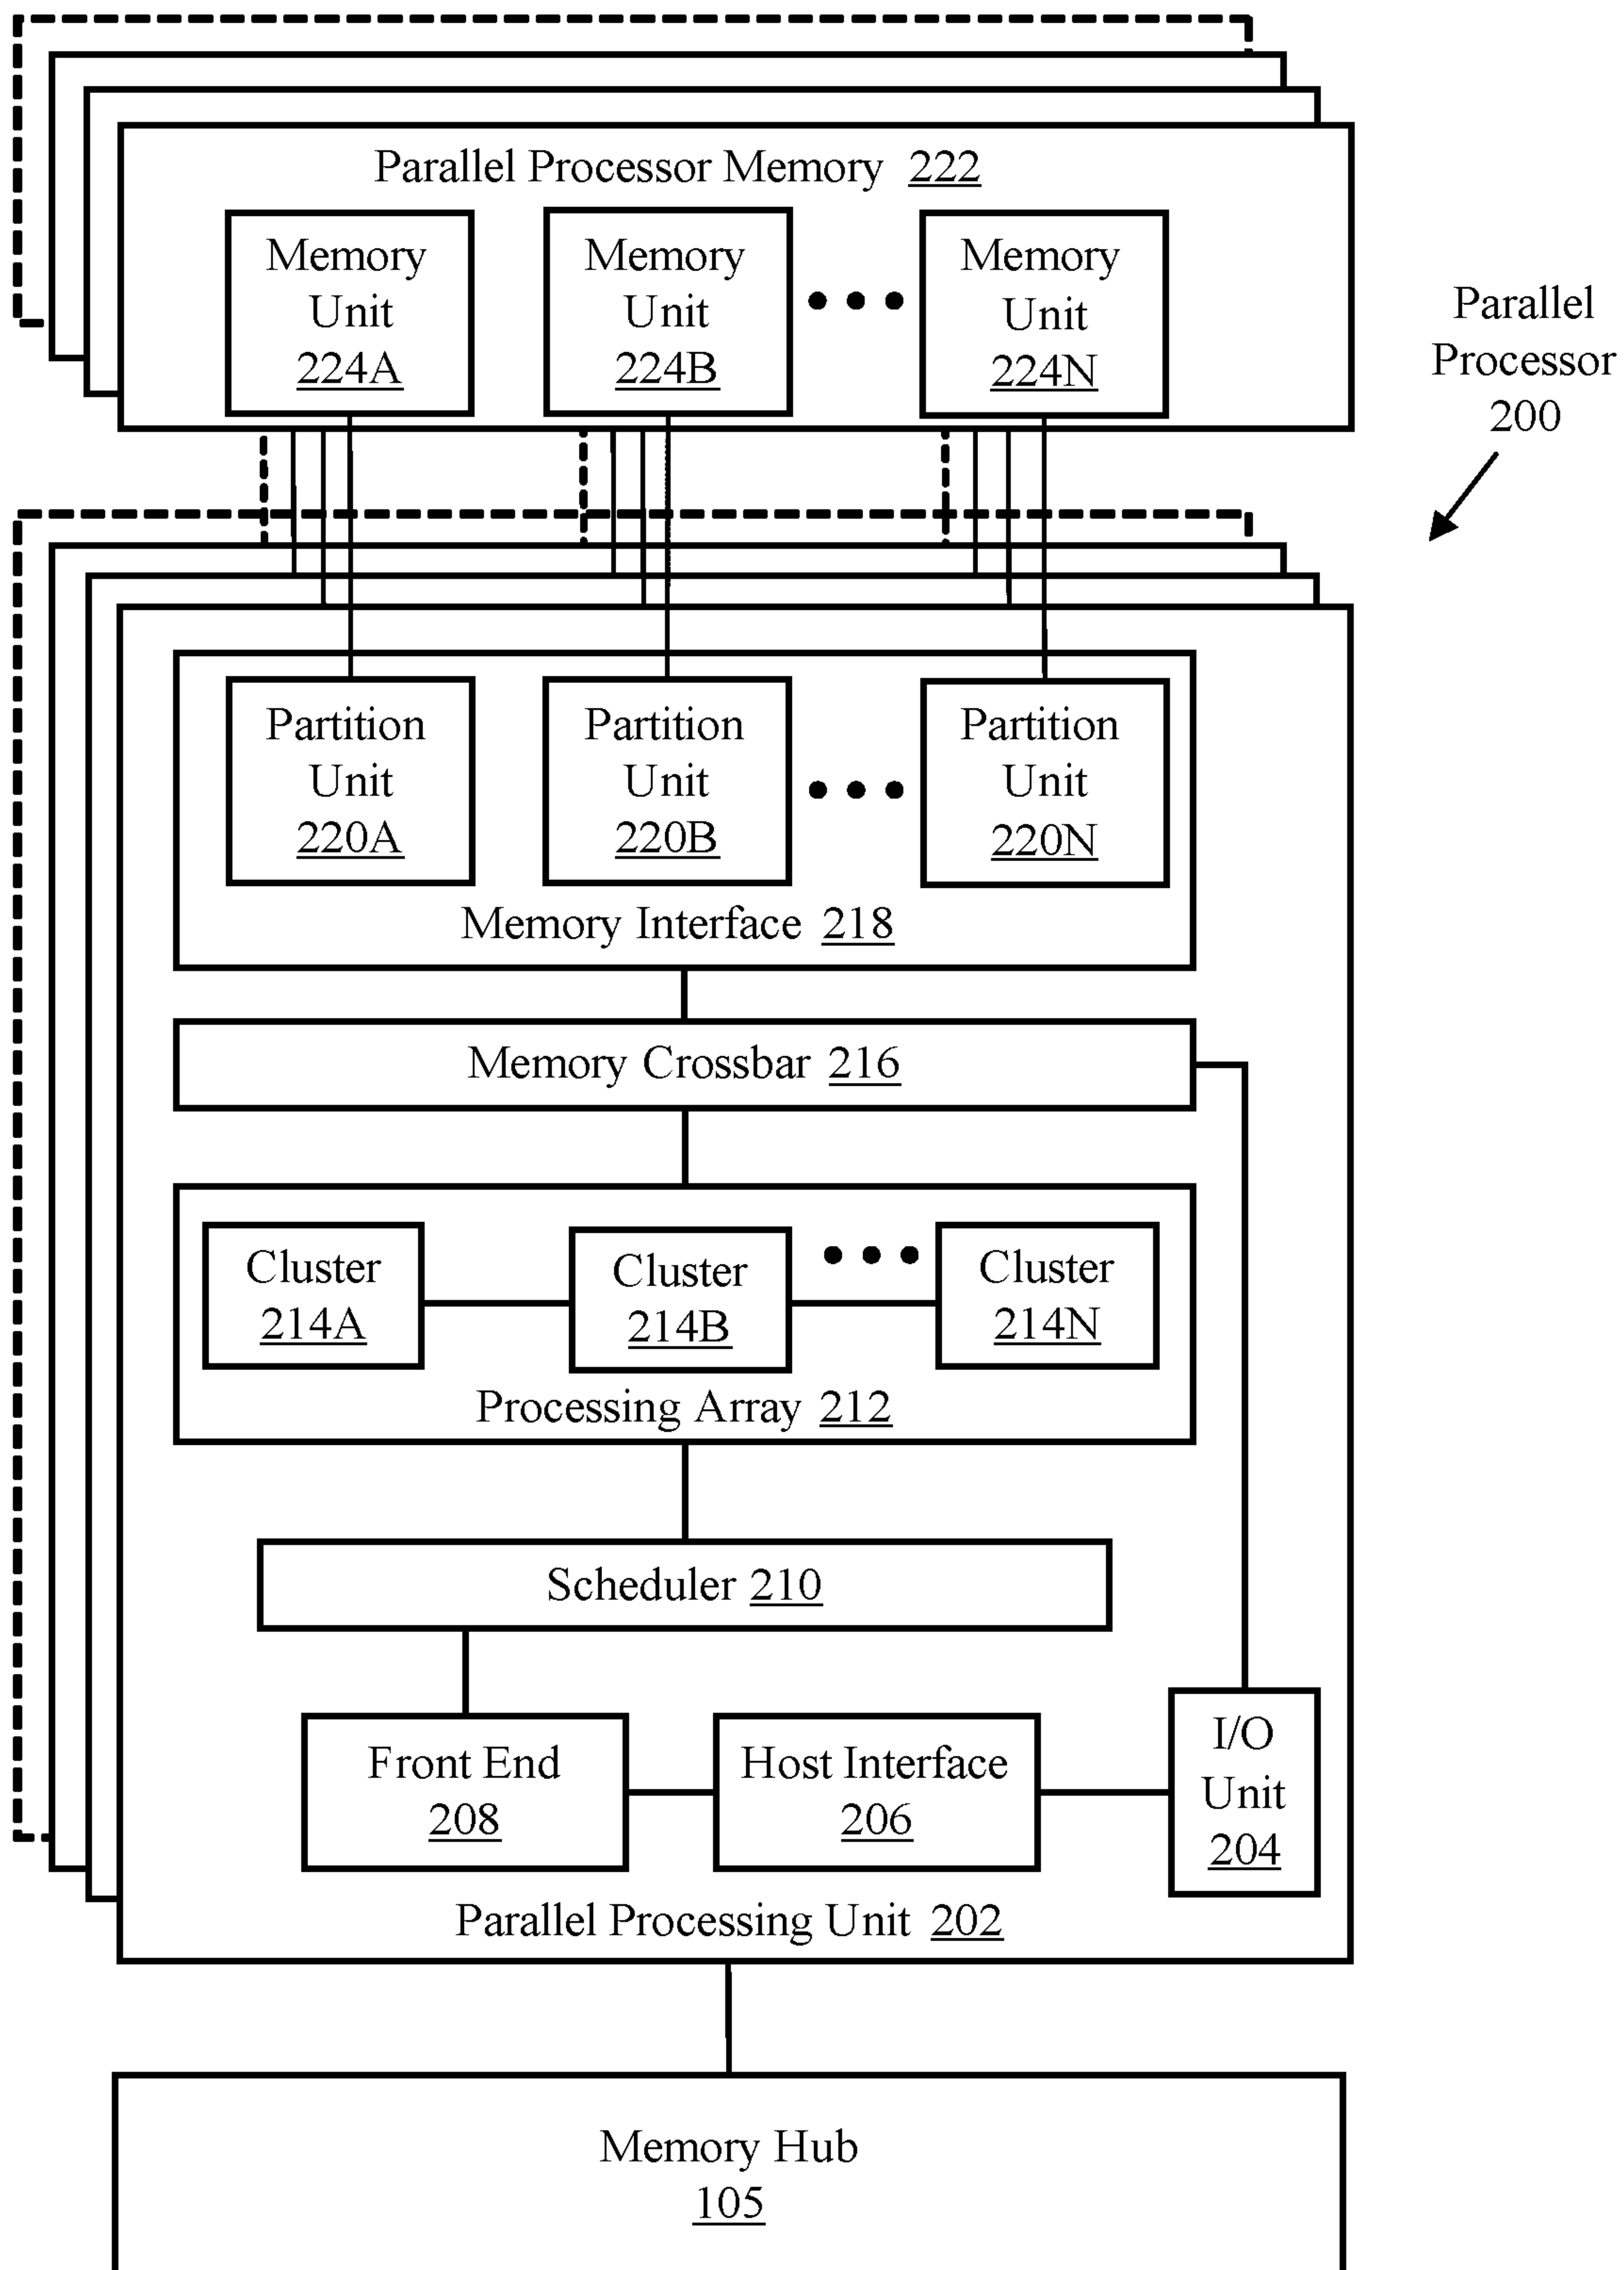 Parallel Processor Memory 222
Memory
Unit
224A
Memory
Unit
224B
Memory
Unit
224N
Parallel
Processor
200
Partition
Unit
220A
Partition
Unit
220B
Partition
Unit
220N
Memory Interface 218
Memory Crossbar 216
Cluster
214A
Cluster
214B
Cluster
214N
Processing Array 212
Scheduler 210
Front End
208
Host Interface
206
I/O
Unit
204
Parallel Processing Unit 202
Memory Hub
105